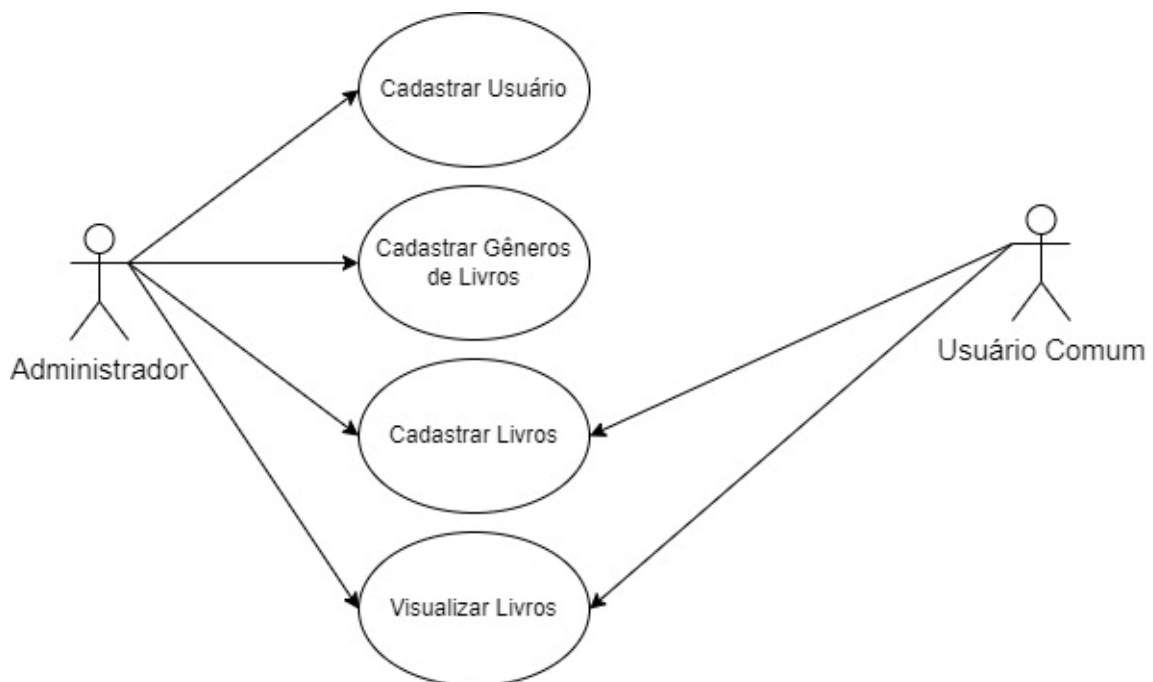 Cadastrar Usuário
Cadastrar Gêneros
de Livros
Administrador
Usuário Comum
Cadastrar Livros
Visualizar Livros